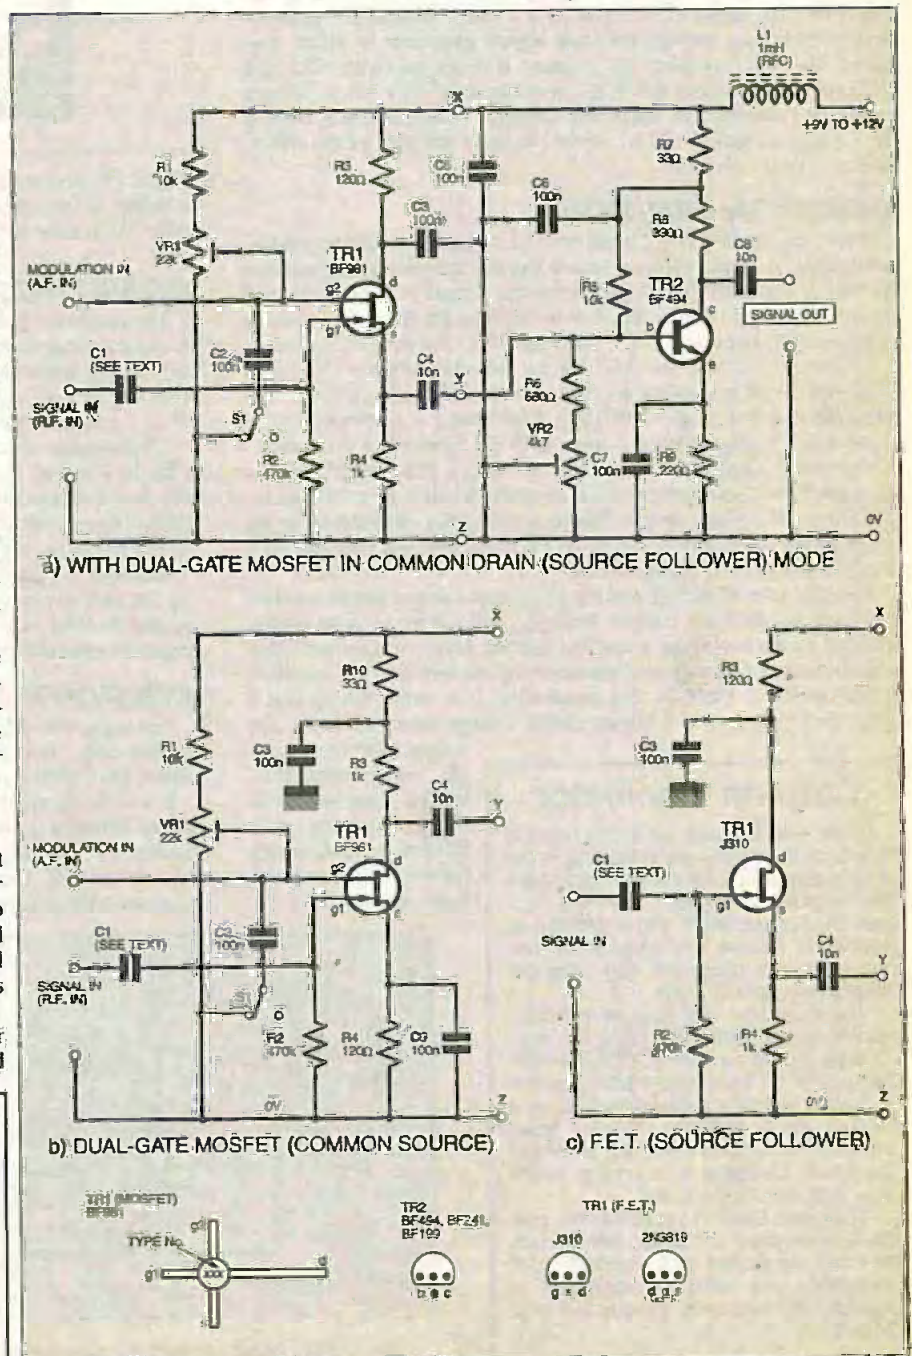 L1
1mH
(RFC)
+9V TO +12V
X
R1
10k
R3
120Ω
C5
100n
C6
100n
R7
33Ω
R8
390Ω
C3
100n
VR1
22k
TR1
BF981
MODULATION IN
(A.F. IN)
g2
d
g1
s
R5
10k
TR2
BF494
C8
10n
c
b
e
SIGNAL OUT
C1
(SEE TEXT)
C2
100n
C4
10n
Y
SIGNAL IN
(R.F. IN)
S1
R6
680Ω
VR2
4k7
R2
470k
R4
1k
C7
100n
R9
220Ω
Z
0V
a) WITH DUAL-GATE MOSFET IN COMMON DRAIN (SOURCE FOLLOWER) MODE
X
R10
33Ω
R1
10k
C3
100n
R3
1k
C4
10n
Y
VR1
22k
TR1
MODULATION IN
(A.F. IN)
g2
d
g1
s
C1
(SEE TEXT)
100n
SIGNAL IN
(R.F. IN)
R2
470k
R4
120Ω
100n
0V
Z
b) DUAL-GATE MOSFET (COMMON SOURCE)
X
R3
120Ω
C3
100n
TR1
J310
C1
(SEE TEXT)
d
g1
s
SIGNAL IN
C4
10n
Y
R2
470k
R4
1k
0V
Z
c) F.E.T. (SOURCE FOLLOWER)
TR1 (MOSFET)
BF981
TYPE No.
g2
g1
xxx
d
s
TR2
BF494, BF241,
BF199
b e c
TR1 (F.E.T.)
J310
g s d
2N3819
d g s